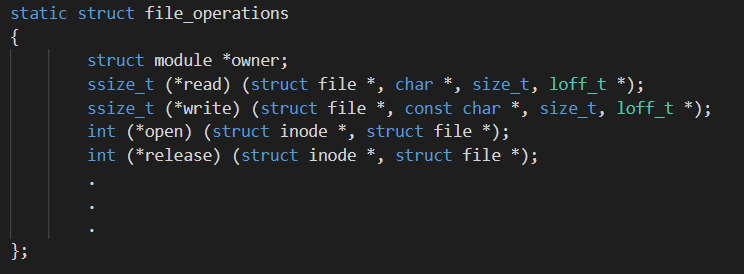 static struct file_operations
{
struct module *owner;
ssize_t (*read) (struct file *, char *, size_t, loff_t *);
ssize_t (*write) (struct file *, const char *, size_t, loff_t *);
int (*open) (struct inode *, struct file *);
int (*release) (struct inode *, struct file *);
.
.
.
};